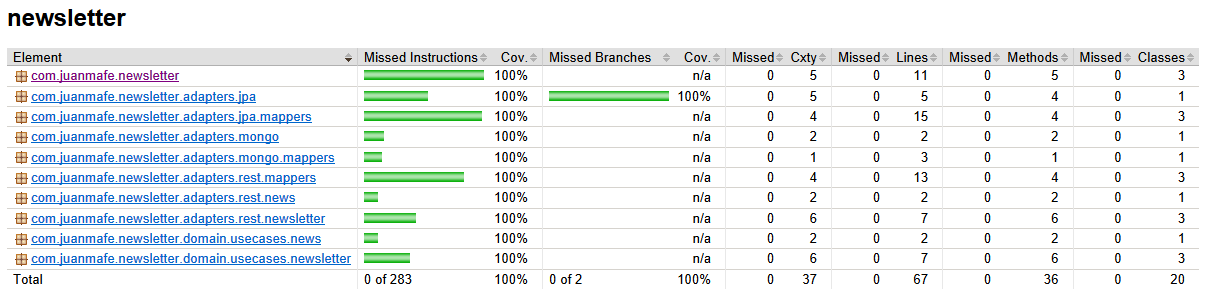 newsletter
Element Missed Instructions Cov. Missed Branches Cov. Missed Cxty Missed Lines Missed Methods Missed Classes
com.juanmafe.newsletter 100% n/a 0 5 0 11 0 5 0 3
com.juanmafe.newsletter.adapters.jpa 100% 100% 0 5 0 5 0 4 0 1
com.juanmafe.newsletter.adapters.jpa.mappers 100% n/a 0 4 0 15 0 4 0 3
com.juanmafe.newsletter.adapters.mongo 100% n/a 0 2 0 2 0 2 0 1
com.juanmafe.newsletter.adapters.mongo.mappers 100% n/a 0 1 0 3 0 1 0 1
com.juanmafe.newsletter.adapters.rest.mappers 100% n/a 0 4 0 13 0 4 0 3
com.juanmafe.newsletter.adapters.rest.news 100% n/a 0 2 0 2 0 2 0 1
com.juanmafe.newsletter.adapters.rest.newsletter 100% n/a 0 6 0 7 0 6 0 3
com.juanmafe.newsletter.domain.usecases.news 100% n/a 0 2 0 2 0 2 0 1
com.juanmafe.newsletter.domain.usecases.newsletter 100% n/a 0 6 0 7 0 6 0 3
Total 0 of 283 100% 0 of 2 100% 0 37 0 67 0 36 0 20